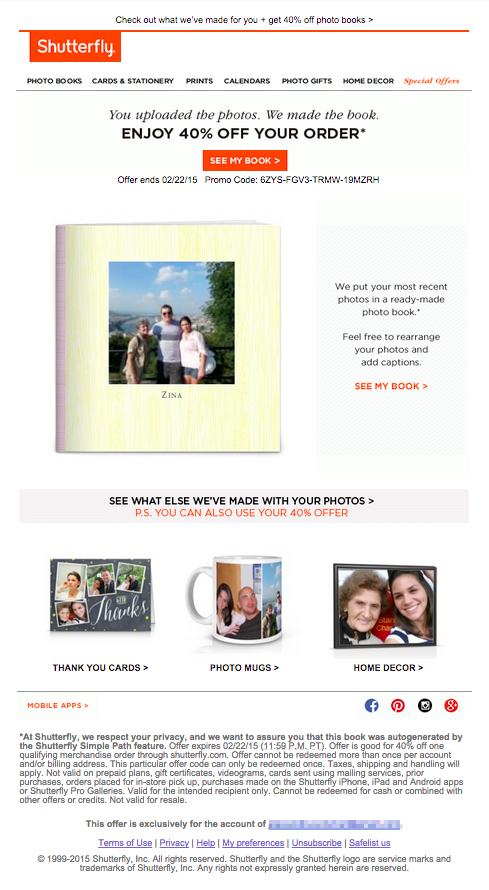 Check out what we've made for you + get 40% off photo books >
Shutterfly.
PHOTO BOOKS CARDS & STATIONERY PRINTS CALENDARS PHOTO GIFTS HOME DECOR Special Offers
You uploaded the photos. We made the book.
ENJOY 40% OFF YOUR ORDER*
SEE MY BOOK >
Offer ends 02/22/15 Promo Code: 6ZYS-FGV3-TRMW-19MZRH
ZINA
We put your most recent
photos in a ready-made
photo book.*
Feel free to rearrange
your photos and
add captions.
SEE MY BOOK >
SEE WHAT ELSE WE'VE MADE WITH YOUR PHOTOS >
P.S. YOU CAN ALSO USE YOUR 40% OFFER
Thanks
THANK YOU CARDS >
PHOTO MUGS >
HOME DECOR >
MOBILE APPS >
*At Shutterfly, we respect your privacy, and we want to assure you that this book was autogenerated by
the Shutterfly Simple Path feature. Offer expires 02/22/15 (11:59 P.M. PT). Offer is good for 40% off one
qualifying merchandise order through shutterfly.com. Offer cannot be redeemed more than once per account
and/or billing address. This particular offer code can only be redeemed once. Taxes, shipping and handling will
apply. Not valid on prepaid plans, gift certificates, videograms, cards sent using mailing services, prior
purchases, orders placed for in-store pick up, purchases made on the Shutterfly iPhone, iPad and Android apps
or Shutterfly Pro Galleries. Valid for the intended recipient only. Cannot be redeemed for cash or combined with
other offers or credits. Not valid for resale.
This offer is exclusively for the account of
Terms of Use | Privacy | Help | My preferences | Unsubscribe | Safelist us
© 1999-2015 Shutterfly, Inc. All rights reserved. Shutterfly and the Shutterfly logo are service marks and
trademarks of Shutterfly, Inc. Any rights not expressly granted herein are reserved.